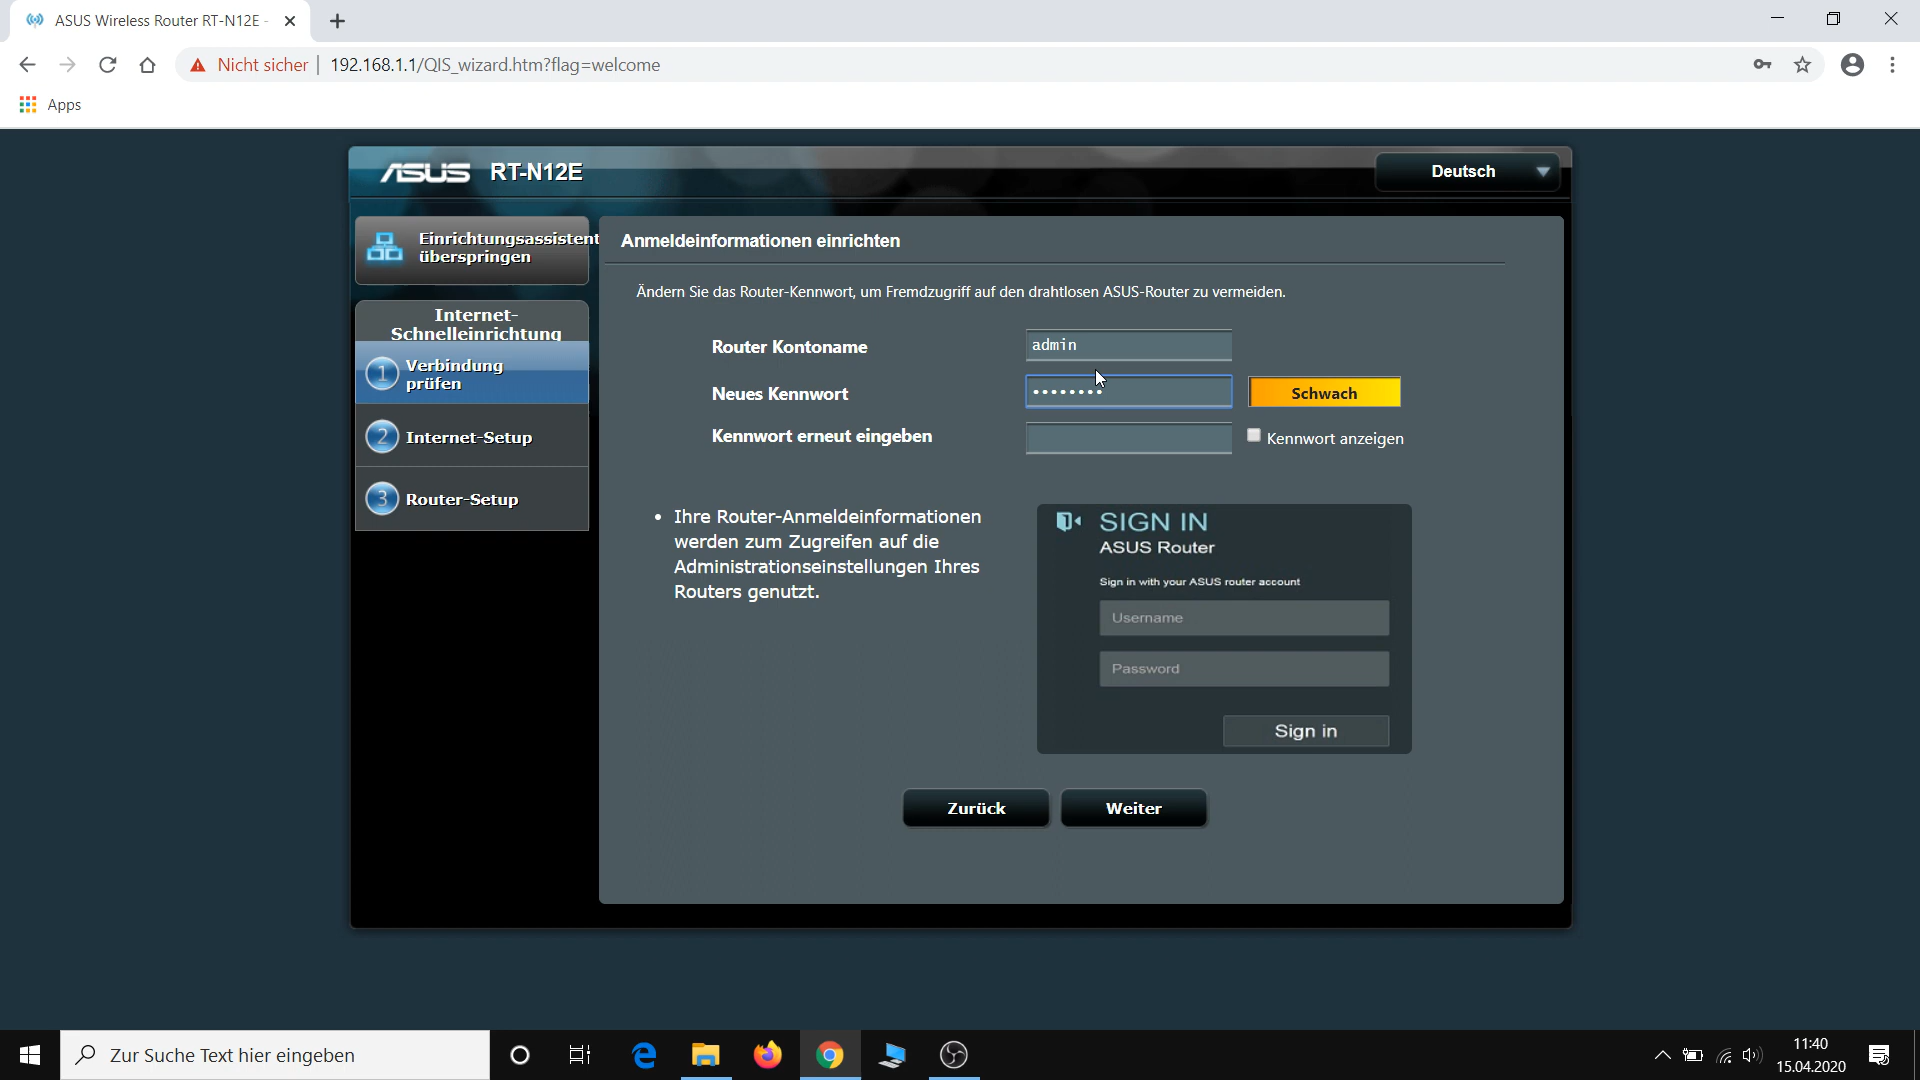 ASUS Wireless Router RT-N12E -
Nicht sicher
192.168.1.1/QIS_wizard.htm?flag=welcome
Apps
ASUS RT-N12E
Deutsch
Einrichtungsassistent
überspringen
Internet-
Schnelleinrichtung
1 Verbindung
prüfen
2 Internet-Setup
3 Router-Setup
Anmeldeinformationen einrichten
Ändern Sie das Router-Kennwort, um Fremdzugriff auf den drahtlosen ASUS-Router zu vermeiden.
Router Kontoname admin
Neues Kennwort •••••••• Schwach
Kennwort erneut eingeben Kennwort anzeigen
• Ihre Router-Anmeldeinformationen
werden zum Zugreifen auf die
Administrationseinstellungen Ihres
Routers genutzt.
SIGN IN
ASUS Router
Sign in with your ASUS router account
Username
Password
Sign in
Zurück
Weiter
Zur Suche Text hier eingeben
11:40
15.04.2020